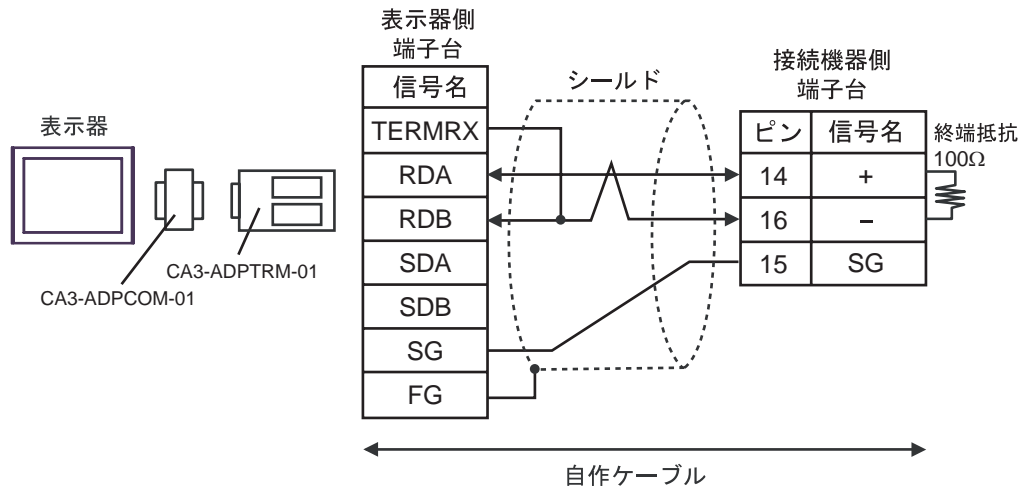 表示器
CA3-ADPCOM-01
CA3-ADPTRM-01
表示器側
端子台
信号名
TERMRX
RDA
RDB
SDA
SDB
SG
FG
シールド
接続機器側
端子台
ピン 信号名
14 +
16 −
15 SG
終端抵抗
100Ω
自作ケーブル